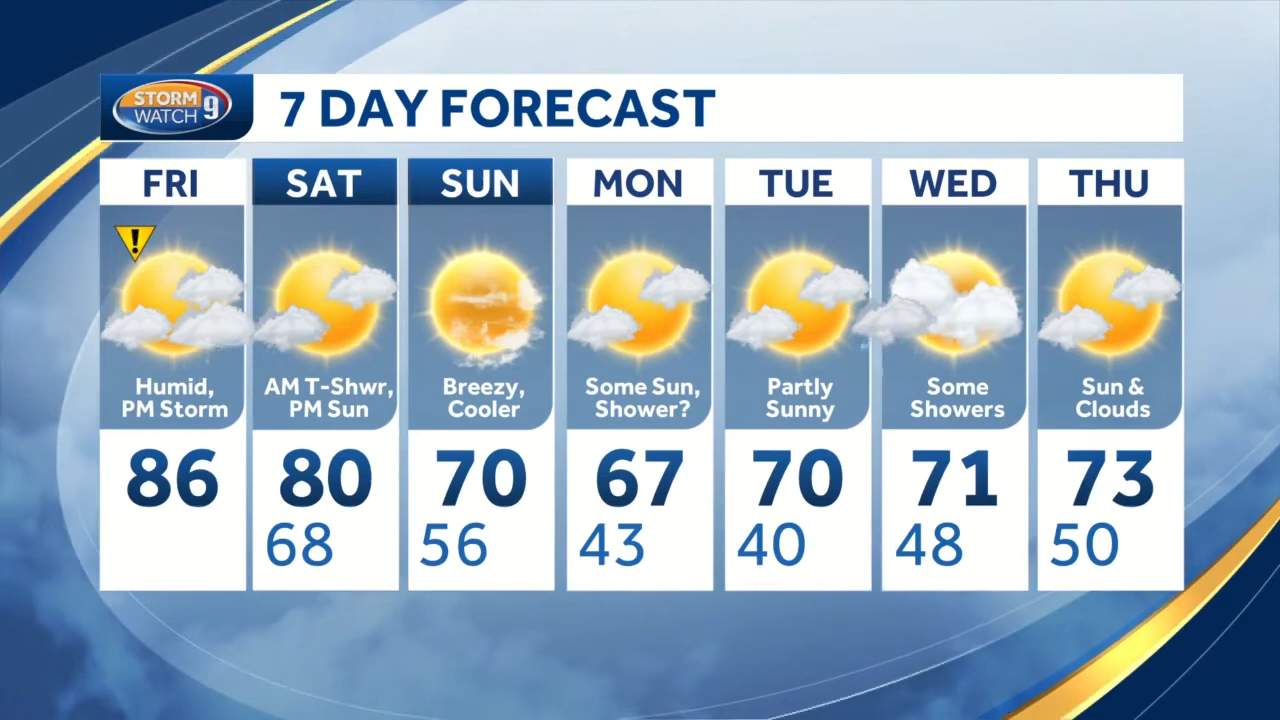 STORM
WATCH 9
7 DAY FORECAST
FRI
SAT
SUN
MON
TUE
WED
THU
!
Humid,
PM Storm
AM T-Shwr,
PM Sun
Breezy,
Cooler
Some Sun,
Shower?
Partly
Sunny
Some
Showers
Sun &
Clouds
86
80
70
67
70
71
73
68
56
43
40
48
50